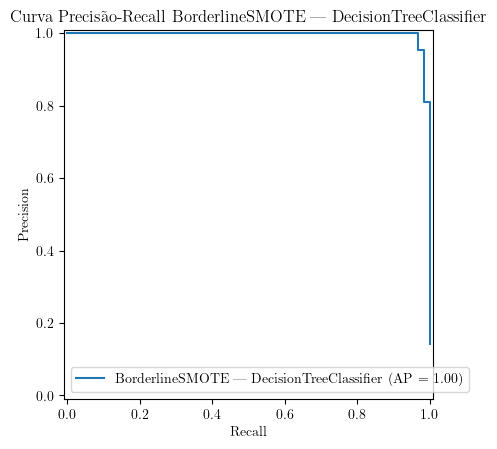 Curva Precisão-Recall BorderlineSMOTE — DecisionTreeClassifier
1.0
0.8
0.6
0.4
0.2
0.0
Precision
BorderlineSMOTE — DecisionTreeClassifier (AP = 1.00)
0.0 0.2 0.4 0.6 0.8 1.0
Recall